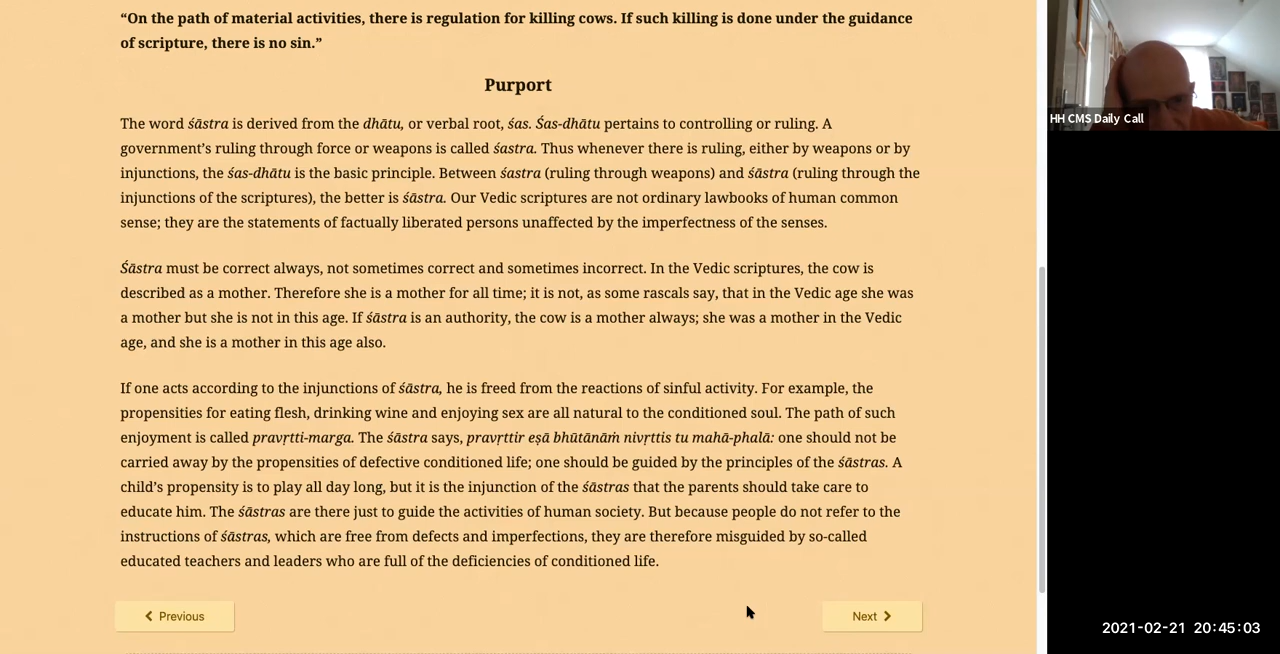 “On the path of material activities, there is regulation for killing cows. If such killing is done under the guidance
of scripture, there is no sin.”
Purport
The word śāstra is derived from the dhātu, or verbal root, śas. Śas-dhātu pertains to controlling or ruling. A
government’s ruling through force or weapons is called śastra. Thus whenever there is ruling, either by weapons or by
injunctions, the śas-dhātu is the basic principle. Between śastra (ruling through weapons) and śāstra (ruling through the
injunctions of the scriptures), the better is śāstra. Our Vedic scriptures are not ordinary lawbooks of human common
sense; they are the statements of factually liberated persons unaffected by the imperfectness of the senses.
Śāstra must be correct always, not sometimes correct and sometimes incorrect. In the Vedic scriptures, the cow is
described as a mother. Therefore she is a mother for all time; it is not, as some rascals say, that in the Vedic age she was
a mother but she is not in this age. If śāstra is an authority, the cow is a mother always; she was a mother in the Vedic
age, and she is a mother in this age also.
If one acts according to the injunctions of śāstra, he is freed from the reactions of sinful activity. For example, the
propensities for eating flesh, drinking wine and enjoying sex are all natural to the conditioned soul. The path of such
enjoyment is called pravṛtti-marga. The śāstra says, pravṛttir eṣā bhūtānāṁ nivṛttis tu mahā-phalā: one should not be
carried away by the propensities of defective conditioned life; one should be guided by the principles of the śāstras. A
child’s propensity is to play all day long, but it is the injunction of the śāstras that the parents should take care to
educate him. The śāstras are there just to guide the activities of human society. But because people do not refer to the
instructions of śāstras, which are free from defects and imperfections, they are therefore misguided by so-called
educated teachers and leaders who are full of the deficiencies of conditioned life.
Previous
Next
HH CMS Daily Call
2021-02-21 20:45:03